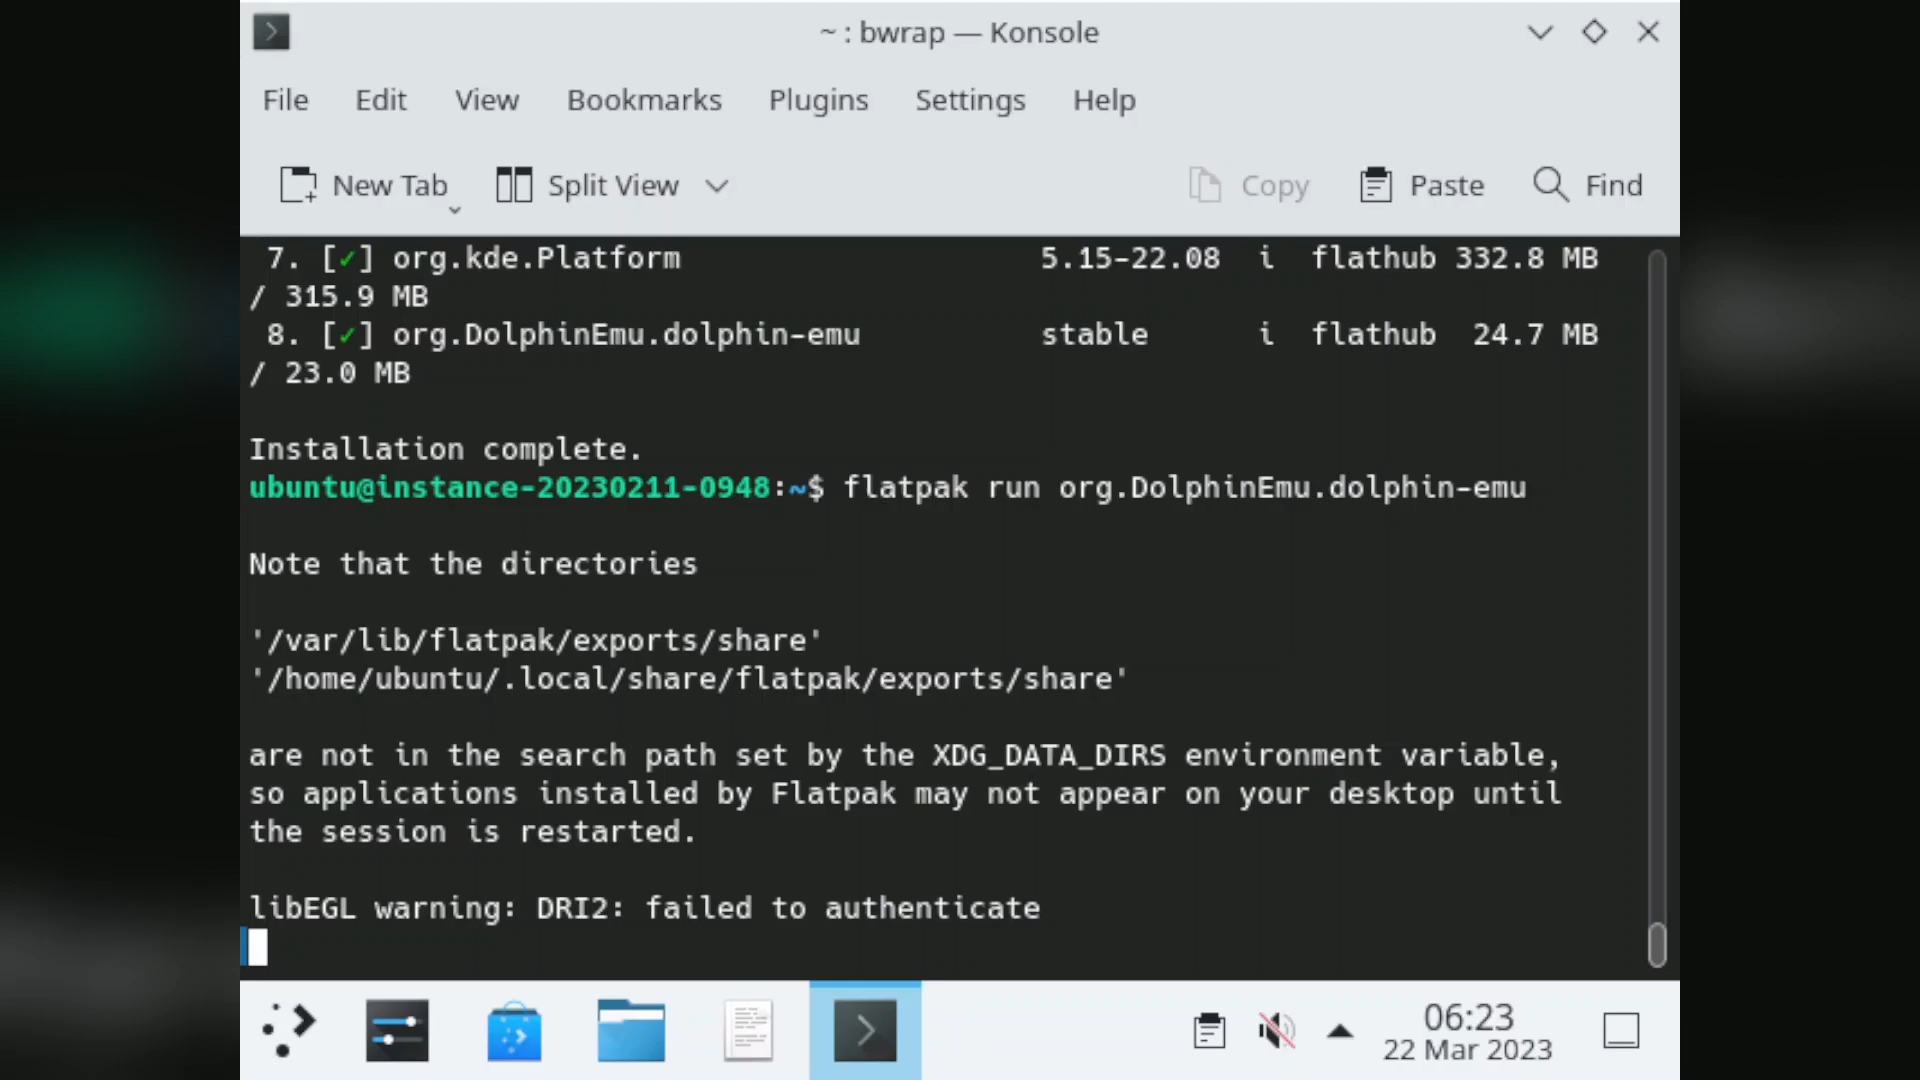 ~ : bwrap — Konsole
File Edit View Bookmarks Plugins Settings Help
New Tab Split View Copy Paste Find
7. [✓] org.kde.Platform 5.15-22.08 i flathub 332.8 MB
/ 315.9 MB
8. [✓] org.DolphinEmu.dolphin-emu stable i flathub 24.7 MB
/ 23.0 MB
Installation complete.
ubuntu@instance-20230211-0948:~$ flatpak run org.DolphinEmu.dolphin-emu
Note that the directories
'/var/lib/flatpak/exports/share'
'/home/ubuntu/.local/share/flatpak/exports/share'
are not in the search path set by the XDG_DATA_DIRS environment variable,
so applications installed by Flatpak may not appear on your desktop until
the session is restarted.
libEGL warning: DRI2: failed to authenticate
06:23
22 Mar 2023